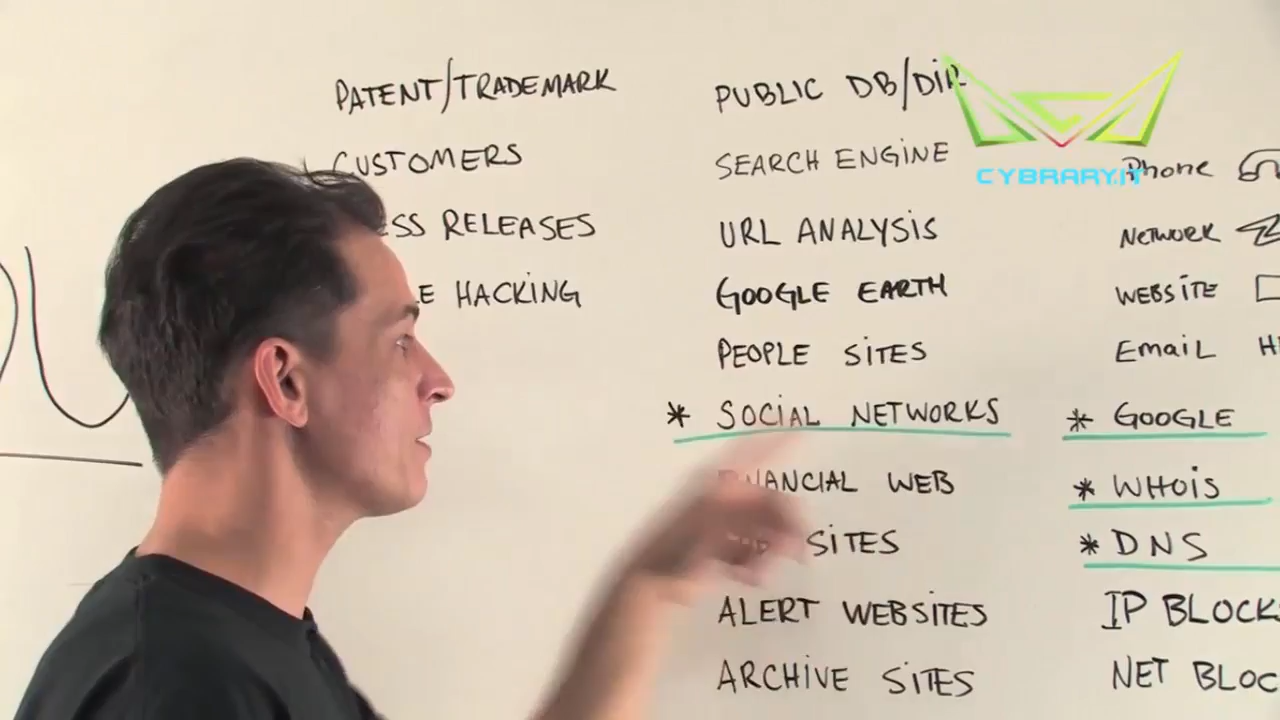 PATENT/TRADEMARK
CUSTOMERS
ESS RELEASES
E HACKING
PUBLIC DB/DIR
SEARCH ENGINE
URL ANALYSIS
GOOGLE EARTH
PEOPLE SITES
* SOCIAL NETWORKS
NANCIAL WEB
SITES
ALERT WEBSITES
ARCHIVE SITES
CYBRARY.IT
Phone
NETWORK
WEBSITE
Email H
* GOOGLE
* WHOIS
* DNS
IP BLOCK
NET BLOC